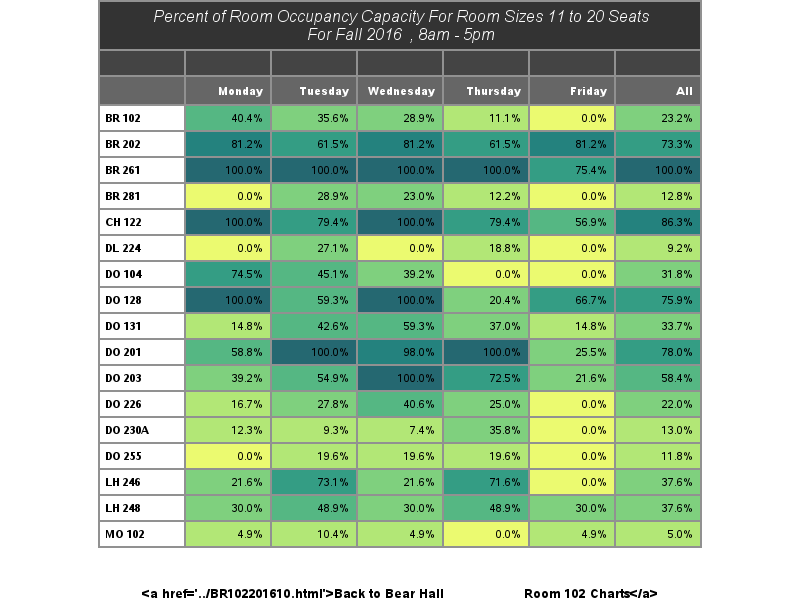 Percent of Room Occupancy Capacity For Room Sizes 11 to 20 Seats
For Fall 2016 , 8am - 5pm
Monday Tuesday Wednesday Thursday Friday All
BR 102 40.4% 35.6% 28.9% 11.1% 0.0% 23.2%
BR 202 81.2% 61.5% 81.2% 61.5% 81.2% 73.3%
BR 261 100.0% 100.0% 100.0% 100.0% 75.4% 100.0%
BR 281 0.0% 28.9% 23.0% 12.2% 0.0% 12.8%
CH 122 100.0% 79.4% 100.0% 79.4% 56.9% 86.3%
DL 224 0.0% 27.1% 0.0% 18.8% 0.0% 9.2%
DO 104 74.5% 45.1% 39.2% 0.0% 0.0% 31.8%
DO 128 100.0% 59.3% 100.0% 20.4% 66.7% 75.9%
DO 131 14.8% 42.6% 59.3% 37.0% 14.8% 33.7%
DO 201 58.8% 100.0% 98.0% 100.0% 25.5% 78.0%
DO 203 39.2% 54.9% 100.0% 72.5% 21.6% 58.4%
DO 226 16.7% 27.8% 40.6% 25.0% 0.0% 22.0%
DO 230A 12.3% 9.3% 7.4% 35.8% 0.0% 13.0%
DO 255 0.0% 19.6% 19.6% 19.6% 0.0% 11.8%
LH 246 21.6% 73.1% 21.6% 71.6% 0.0% 37.6%
LH 248 30.0% 48.9% 30.0% 48.9% 30.0% 37.6%
MO 102 4.9% 10.4% 4.9% 0.0% 4.9% 5.0%
<a href='../BR102201610.html'>Back to Bear Hall Room 102 Charts</a>